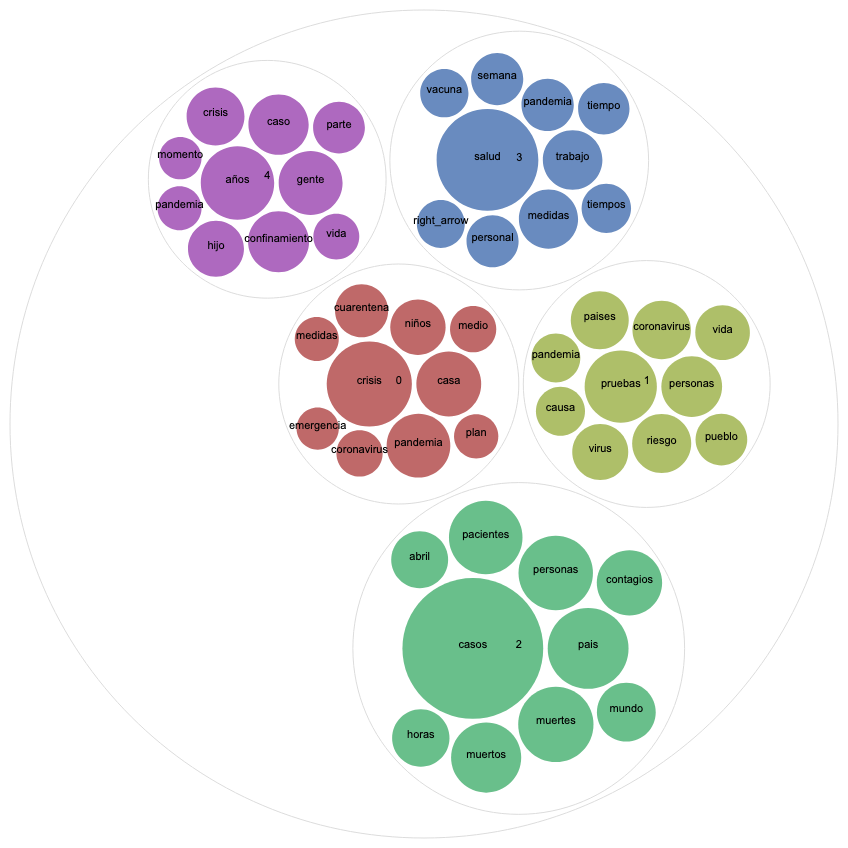 crisis
caso
parte
momento
años
4
gente
pandemia
hijo
confinamiento
vida
vacuna
semana
pandemia
tiempo
salud
3
trabajo
right_arrow
personal
medidas
tiempos
cuarentena
niños
medio
medidas
crisis
0
casa
emergencia
coronavirus
pandemia
plan
paises
coronavirus
vida
pandemia
pruebas
1
personas
causa
virus
riesgo
pueblo
abril
pacientes
personas
contagios
casos
2
pais
horas
muertos
muertes
mundo